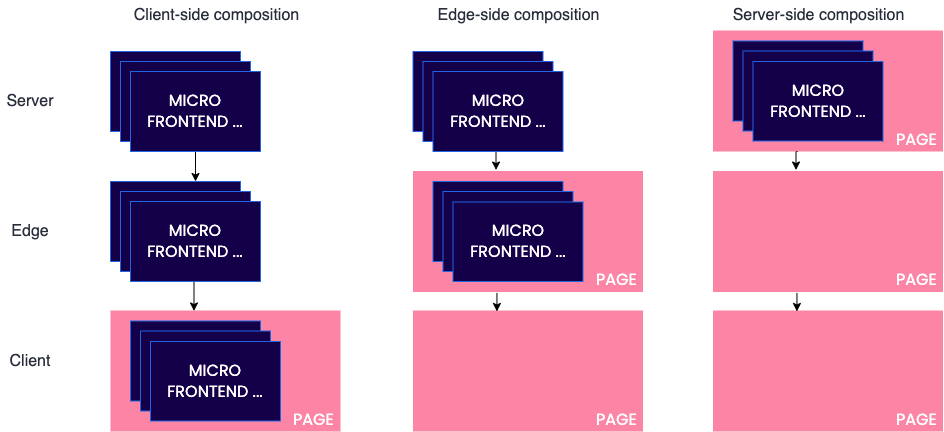 Client-side composition
Edge-side composition
Server-side composition
Server
MICRO
FRONTEND ...
MICRO
FRONTEND ...
MICRO
FRONTEND ...
PAGE
Edge
MICRO
FRONTEND ...
MICRO
FRONTEND ...
PAGE
PAGE
Client
MICRO
FRONTEND ...
PAGE
PAGE
PAGE